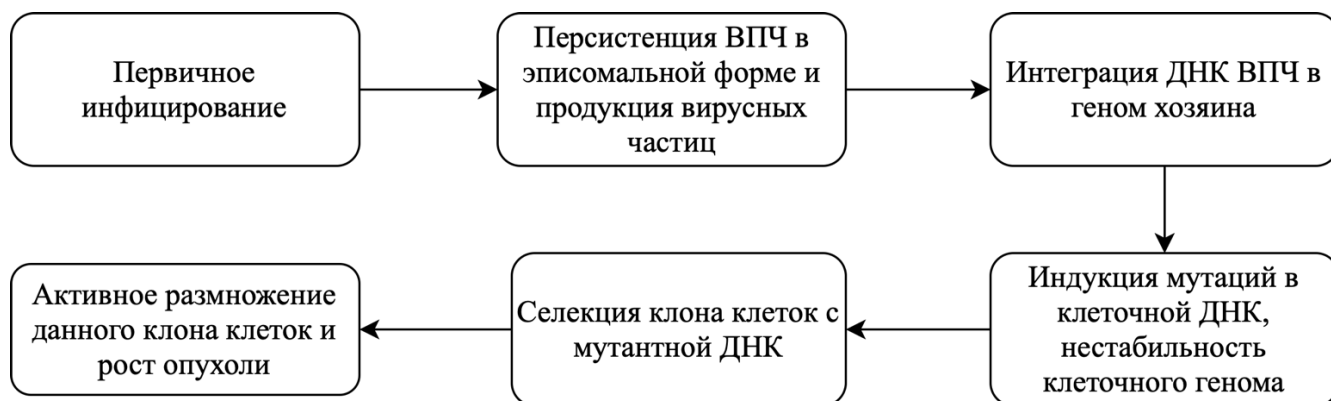 Первичное
инфицирование
Персистенция ВПЧ в
эписомальной форме и
продукция вирусных
частиц
Интеграция ДНК ВПЧ в
геном хозяина
Индукция мутаций в
клеточной ДНК,
нестабильность
клеточного генома
Селекция клона клеток с
мутантной ДНК
Активное размножение
данного клона клеток и
рост опухоли